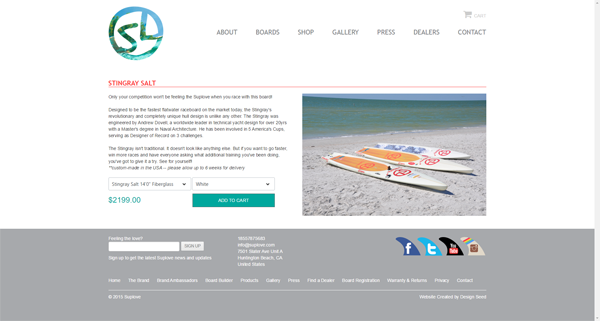 SL
CART
ABOUT BOARDS SHOP GALLERY PRESS DEALERS CONTACT
STINGRAY SALT
Only your competition won't be feeling the Suplove when you race with this board!
Designed to be the fastest flatwater raceboard on the market today, the Stingray's
revolutionary and completely unique hull design is unlike any other. The Stingray was
engineered by Andrew Dovell; a worldwide leader in technical yacht design for over 20yrs
with a Master's degree in Naval Architecture. He has been involved in 5 America's Cups,
serving as Designer of Record on 3 challenges.
The Stingray isn't traditional. It doesn't look anything else. But if you want to go faster,
win more races and have everyone asking what additional training you've been doing,
you've got to give it a try. See for yourself!
*custom-made in the USA – please allow up to 6 weeks for delivery
Stingray Salt 14'0" Fiberglass White
$2199.00 ADD TO CART
Feeling the love?
SIGN UP
Sign up to get the latest Suplove news and updates
info@suplove.com
Huntington Beach, CA
United States
f t You Tube
Home The Brand Brand Ambassadors Board Builder Products Gallery Press Find a Dealer Board Registration Warranty & Returns Privacy Contact
© 2015 Suplove Website Created by Design Seed